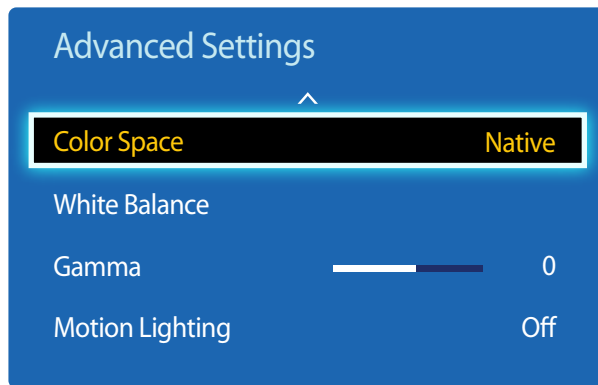 Advanced Settings
Color Space Native
White Balance
Gamma 0
Motion Lighting Off